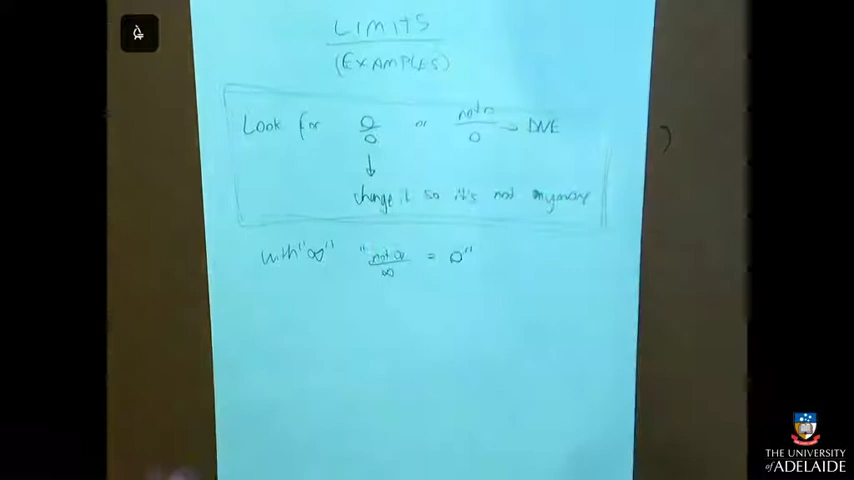 LIMITS
(EXAMPLES)
Look for 0/0 or not 0/0 → DNE
↓
change it so it's not anymore
with "∞" "not ∞/∞ = 0"
THE UNIVERSITY
of ADELAIDE